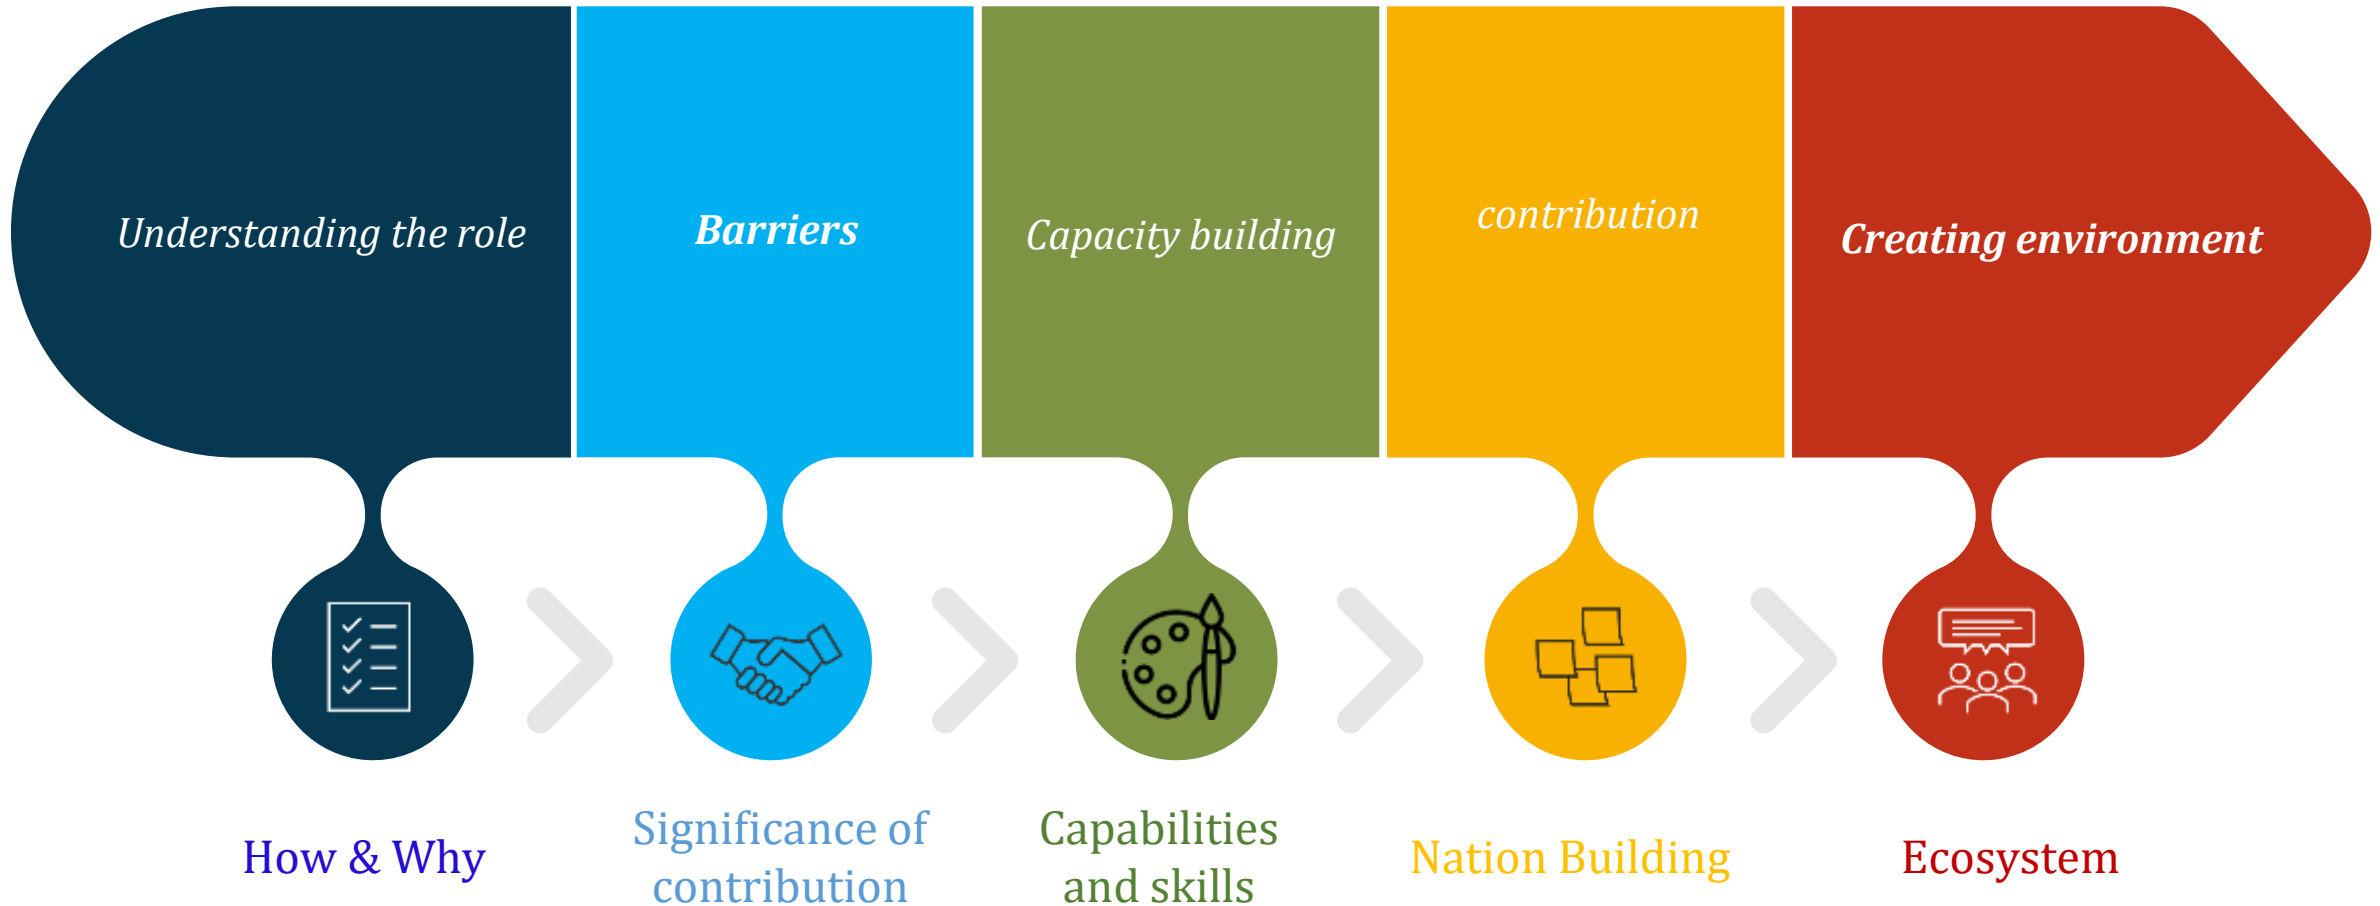 Understanding the role
Barriers
Capacity building
contribution
Creating environment
How & Why
Significance of
contribution
Capabilities
and skills
Nation Building
Ecosystem